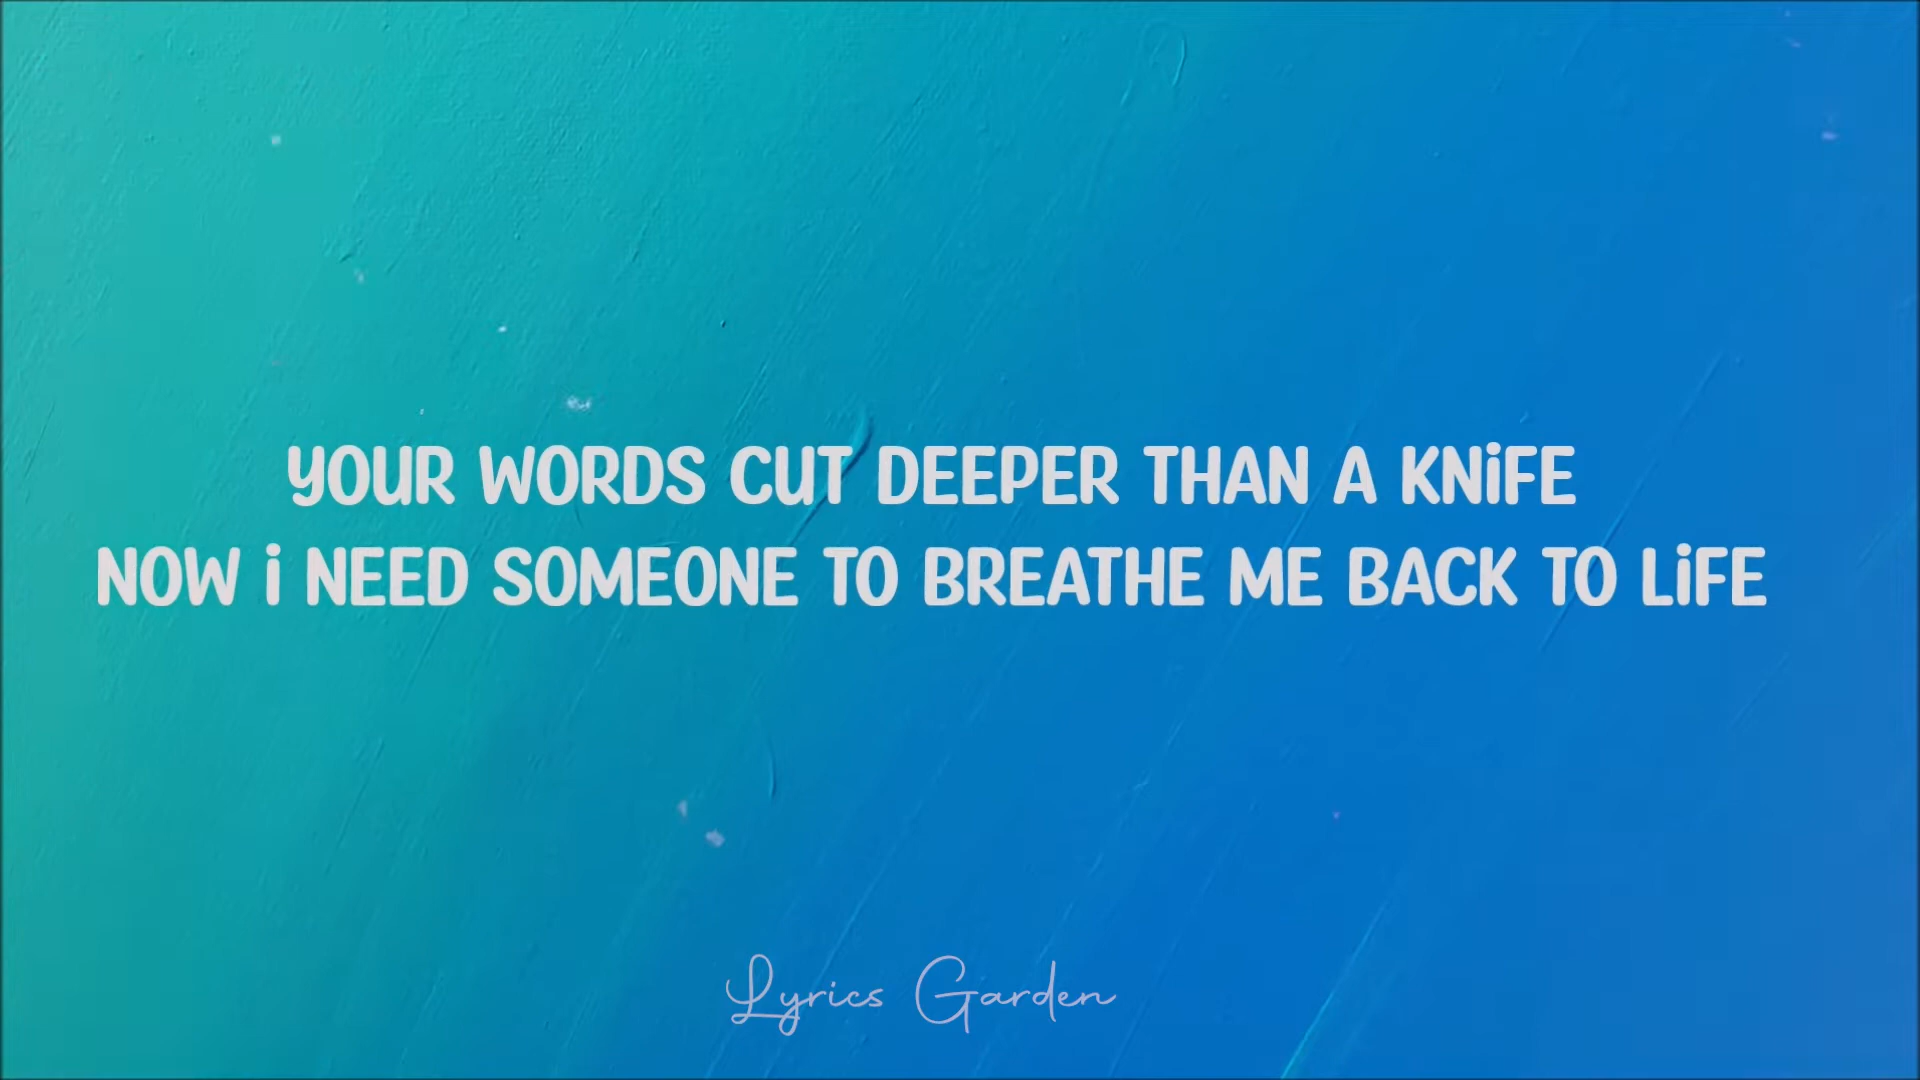 YOUR WORDS CUT DEEPER THAN A KNiFE
NOW i NEED SOMEONE TO BREATHE ME BACK TO LiFE
Lyrics Garden